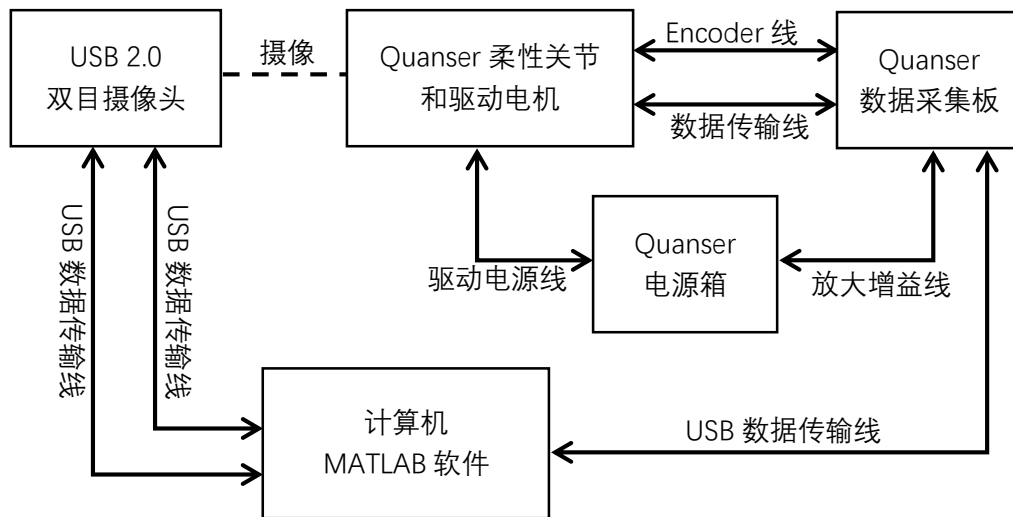 USB 2.0
双目摄像头
摄像
Quanser 柔性关节
和驱动电机
Encoder 线
数据传输线
Quanser
数据采集板
USB 数据传输线
USB 数据传输线
驱动电源线
Quanser
电源箱
放大增益线
计算机
MATLAB 软件
USB 数据传输线